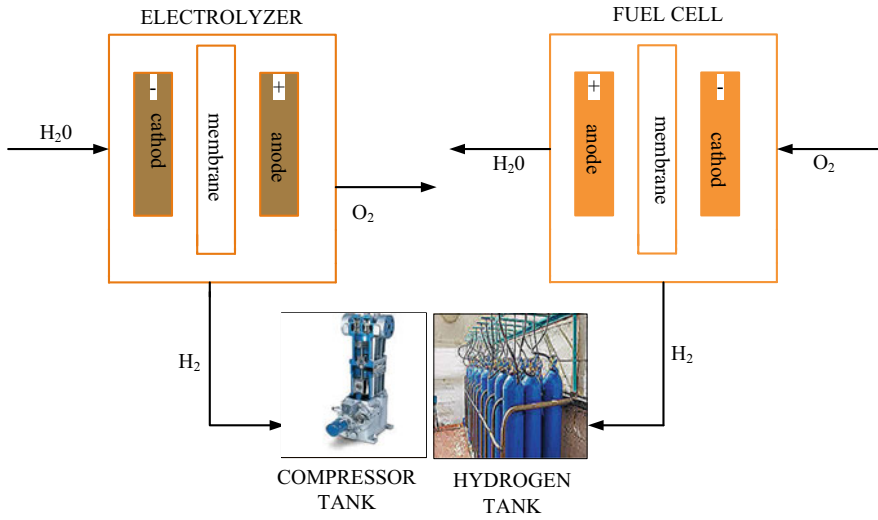 ELECTROLYZER
FUEL CELL
-
cathod
membrane
+
anode
+
anode
membrane
-
cathod
H₂0
O₂
H₂0
O₂
H₂
H₂
COMPRESSOR
TANK
HYDROGEN
TANK